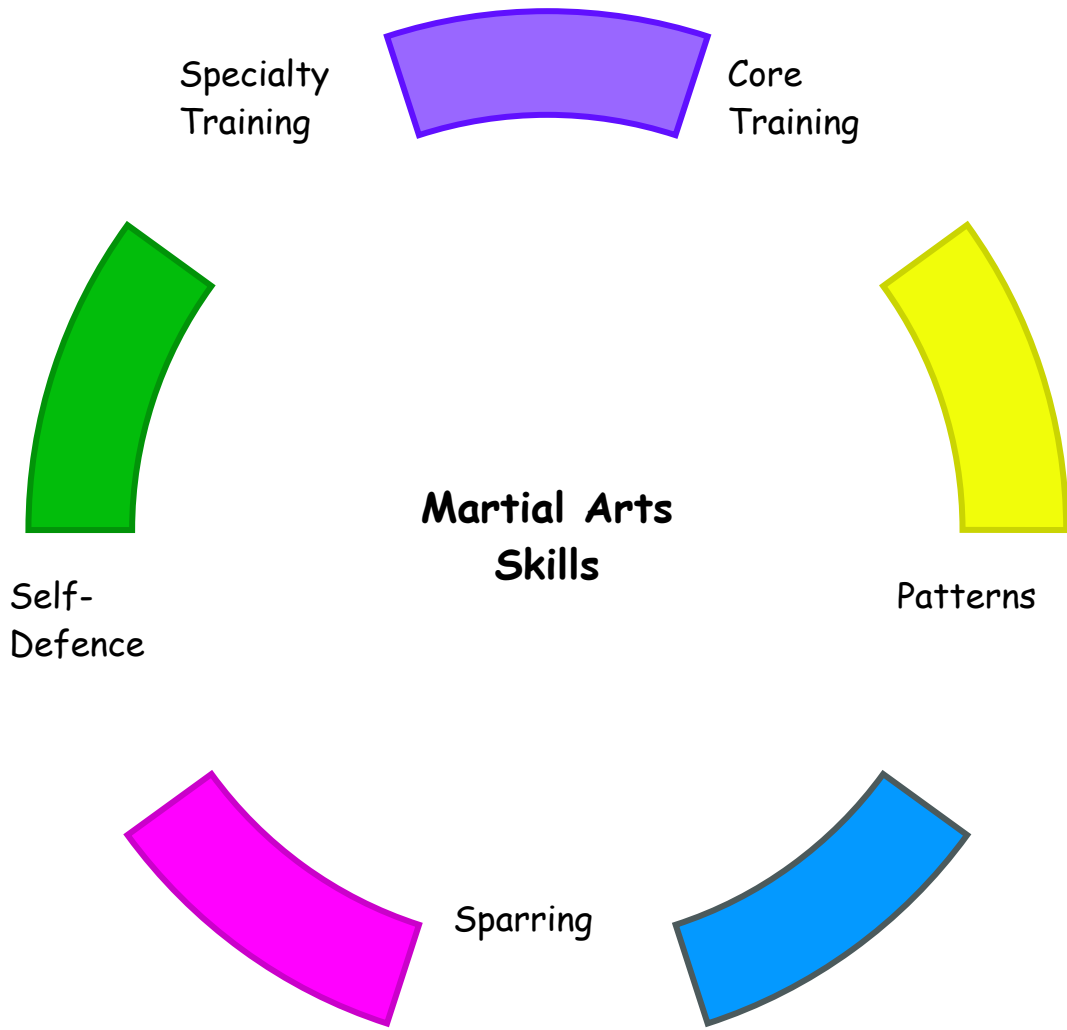 Specialty
Training
Core
Training
Martial Arts
Skills
Self-
Defence
Patterns
Sparring